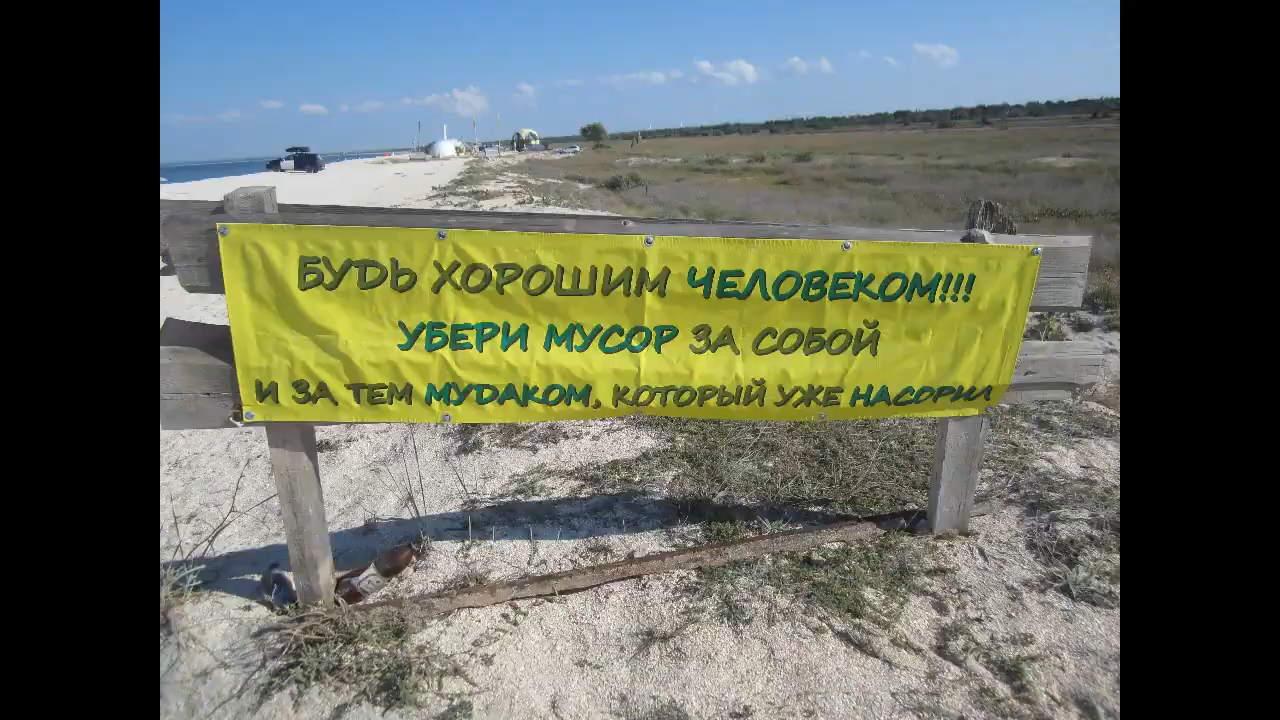 БУДЬ ХОРОШИМ ЧЕЛОВЕКОМ!!!
УБЕРИ МУСОР ЗА СОБОЙ
И ЗА ТЕМ МУДАКОМ, КОТОРЫЙ УЖЕ НАСОРИЛ